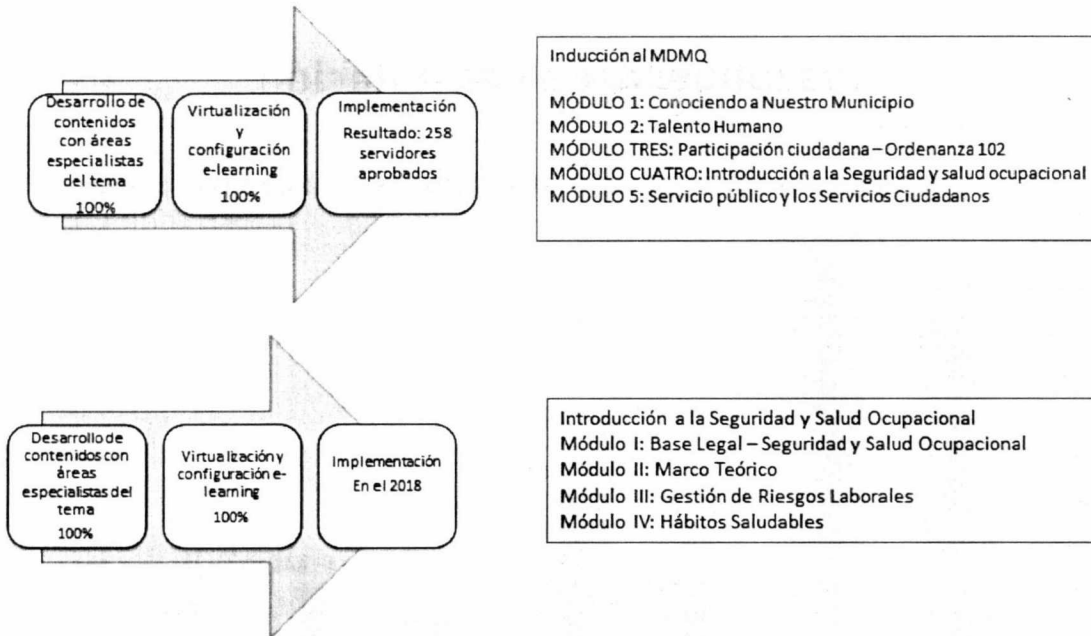 Desarrollo de
contenidos
con áreas
especialistas
del tema
100%
Virtualización
y
configuración
e-learning
100%
Implementación
Resultado: 258
servidores
aprobados
Inducción al MDMQ
MÓDULO 1: Conociendo a Nuestro Municipio
MÓDULO 2: Talento Humano
MÓDULO TRES: Participación ciudadana – Ordenanza 102
MÓDULO CUATRO: Introducción a la Seguridad y salud ocupacional
MÓDULO 5: Servicio público y los Servicios Ciudadanos
Desarrollo de
contenidos con
áreas
especialistas del
tema
100%
Virtualización y
configuración e-
learning
100%
Implementación
En el 2018
Introducción a la Seguridad y Salud Ocupacional
Módulo I: Base Legal – Seguridad y Salud Ocupacional
Módulo II: Marco Teórico
Módulo III: Gestión de Riesgos Laborales
Módulo IV: Hábitos Saludables